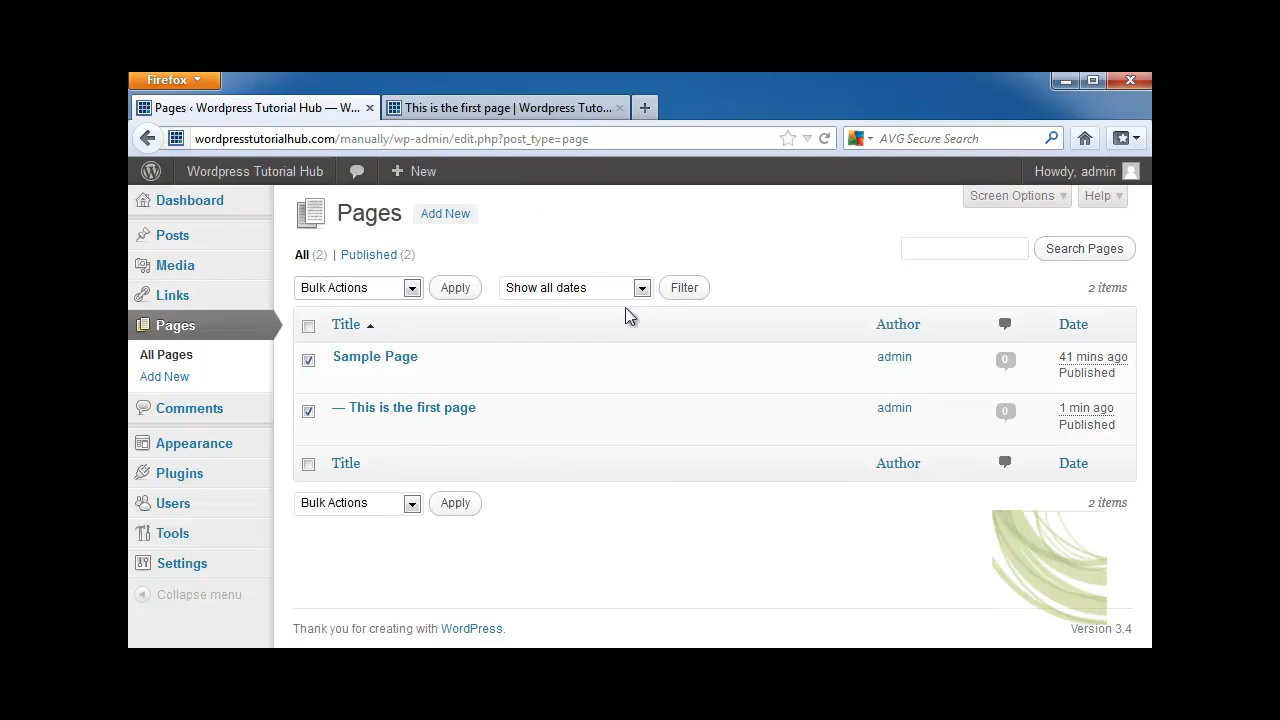 Firefox
Pages ‹ Wordpress Tutorial Hub — W...
This is the first page | Wordpress Tuto...
wordpresstutorialhub.com/manually/wp-admin/edit.php?post_type=page
AVG Secure Search
Wordpress Tutorial Hub
New
Howdy, admin
Dashboard
Posts
Media
Links
Pages
All Pages
Add New
Comments
Appearance
Plugins
Users
Tools
Settings
Collapse menu
Screen Options
Help
Pages
Add New
All (2) | Published (2)
Search Pages
Bulk Actions
Apply
Show all dates
Filter
2 items
Title
Author
Date
Sample Page
admin
0
41 mins ago
Published
— This is the first page
admin
0
1 min ago
Published
Title
Author
Date
Bulk Actions
Apply
2 items
Thank you for creating with WordPress.
Version 3.4